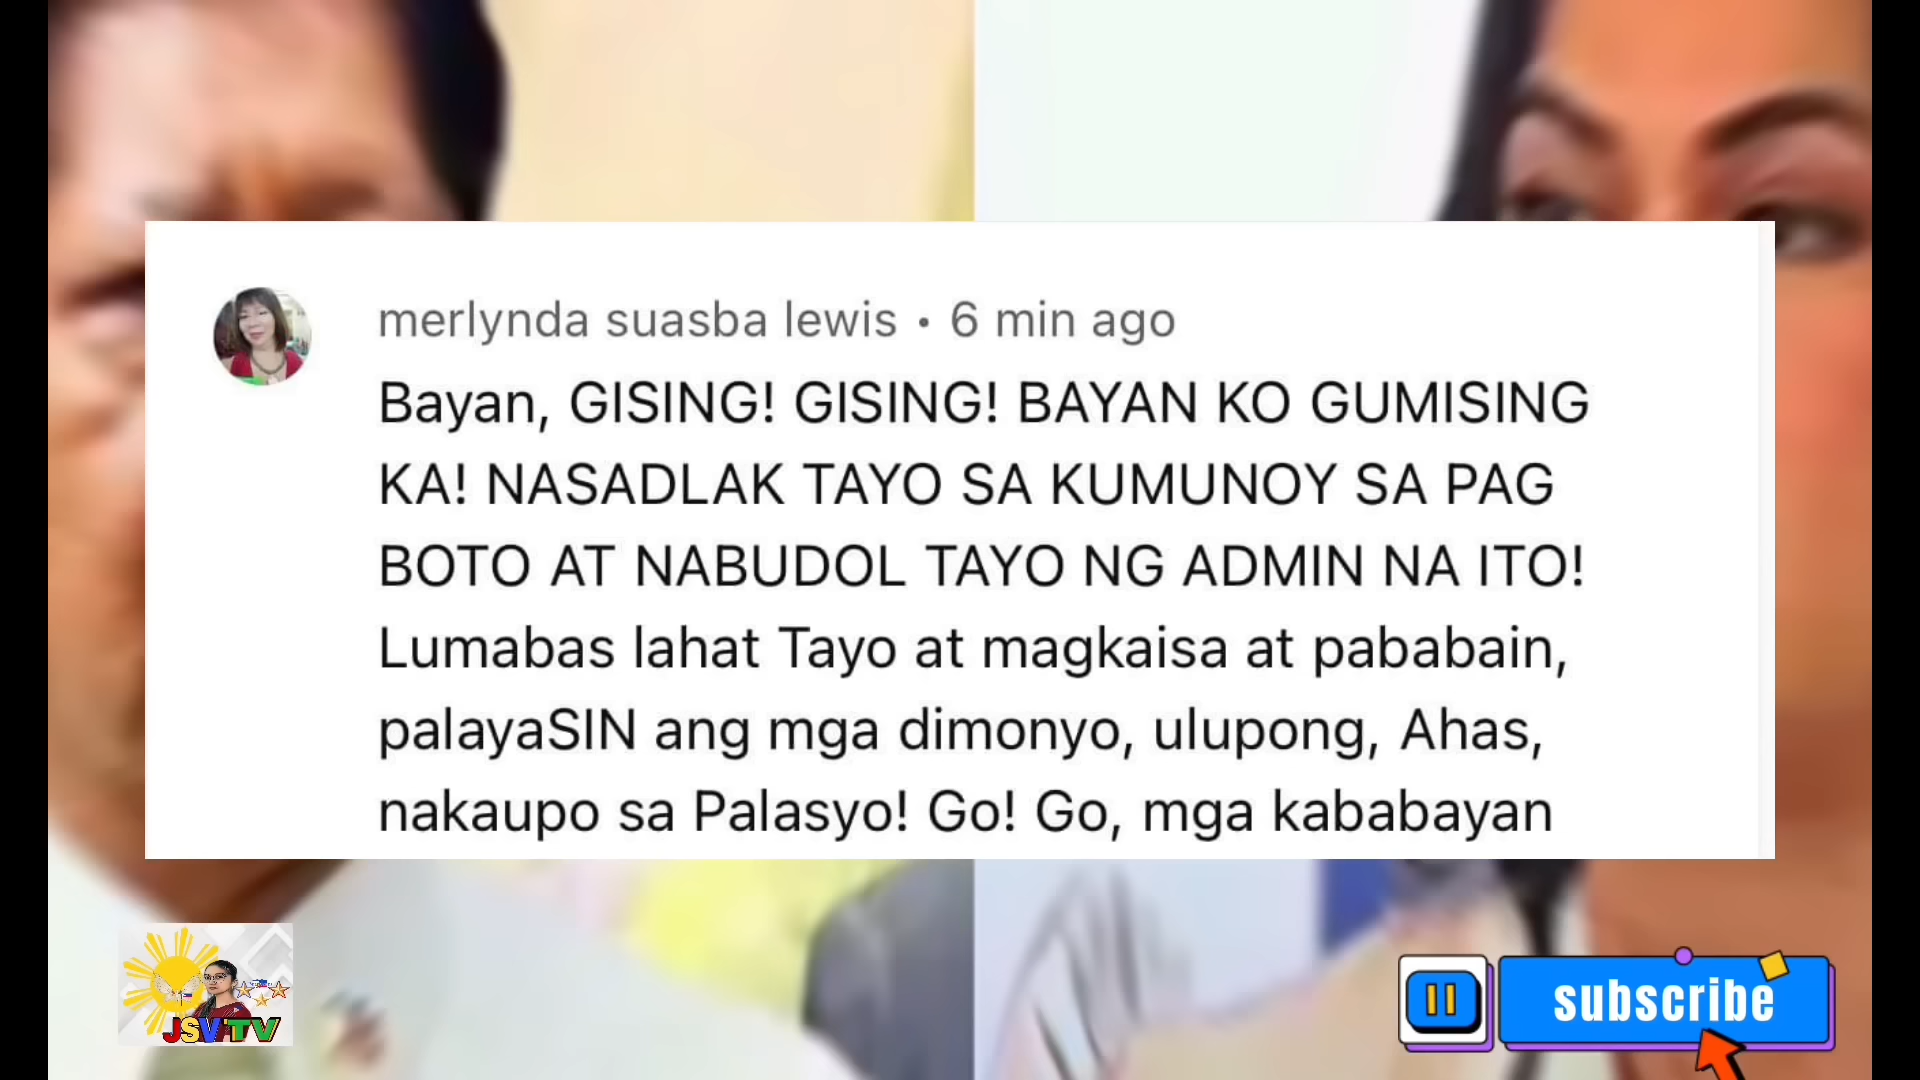 merlynda suasba lewis • 6 min ago
Bayan, GISING! GISING! BAYAN KO GUMISING
KA! NASADLAK TAYO SA KUMUNOY SA PAG
BOTO AT NABUDOL TAYO NG ADMIN NA ITO!
Lumabas lahat Tayo at magkaisa at pababain,
palayaSIN ang mga dimonyo, ulupong, Ahas,
nakaupo sa Palasyo! Go! Go, mga kababayan
JSV TV
subscribe